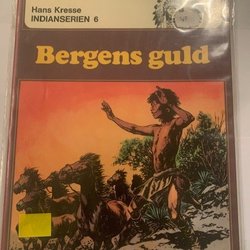 Hans Kresse
INDIANSERIEN 6
Bergens guld